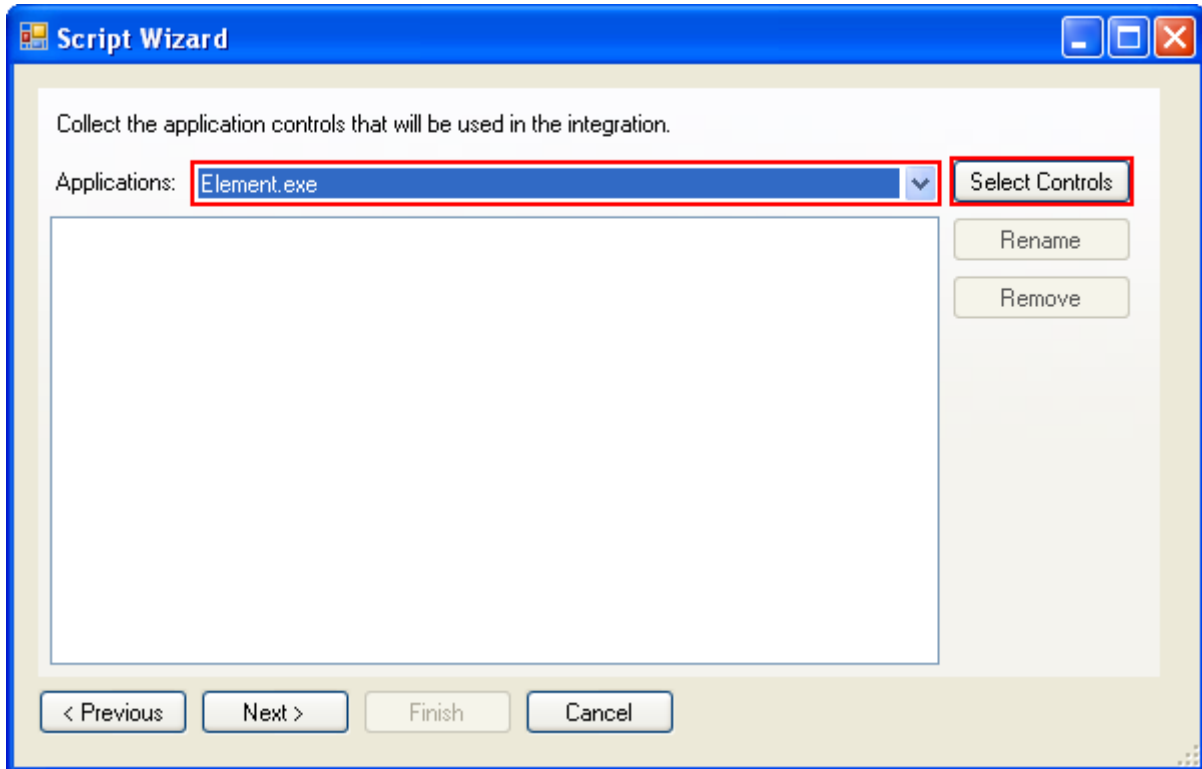 Script Wizard
Collect the application controls that will be used in the integration.
Applications: Element.exe Select Controls
Rename
Remove
< Previous Next > Finish Cancel